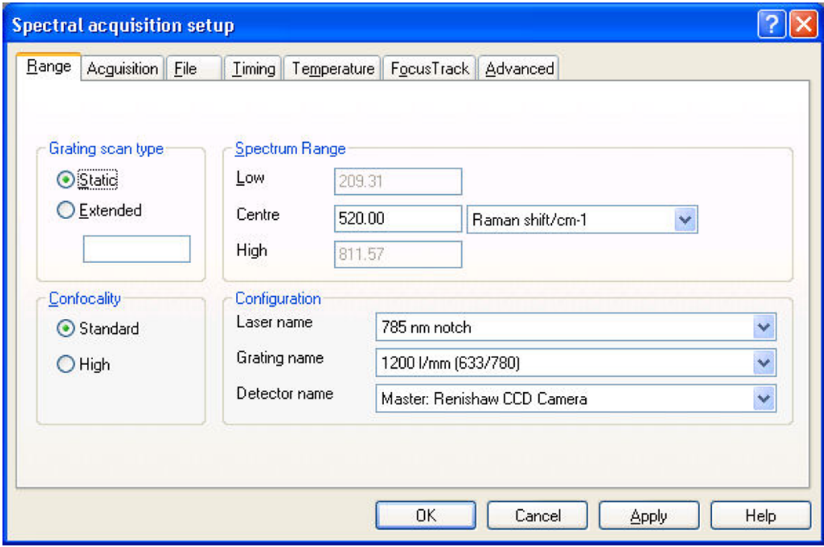 Spectral acquisition setup
Range Acquisition File Timing Temperature FocusTrack Advanced
Grating scan type
Static
Extended
Spectrum Range
Low 209.31
Centre 520.00 Raman shift/cm-1
High 811.57
Confocality
Standard
High
Configuration
Laser name 785 nm notch
Grating name 1200 l/mm (633/780)
Detector name Master: Renishaw CCD Camera
OK Cancel Apply Help